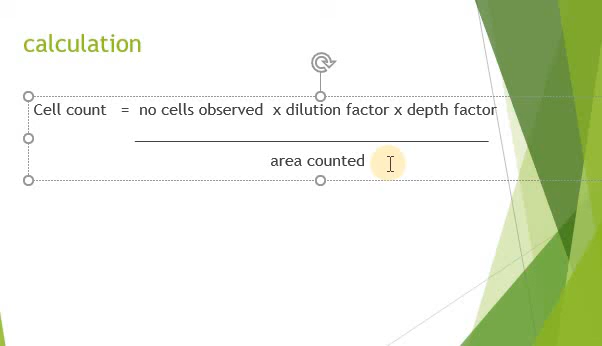 calculation
Cell count = no cells observed x dilution factor x depth factor
area counted